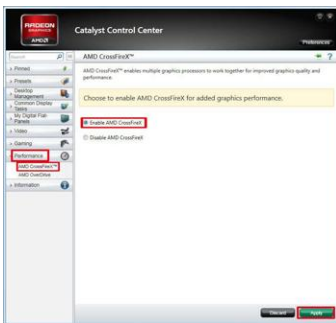 RADEON
GRAPHICS
AMD
Catalyst Control Center
Preferences
Search
AMD CrossFireX™
Pinned
AMD CrossFireX™ enables multiple graphics processors to work together for improved graphics quality and
performance.
Presets
Desktop
Management
Choose to enable AMD CrossFireX for added graphics performance.
Common Display
Tasks
My Digital Flat-
Panels
Enable AMD CrossFireX
Video
Disable AMD CrossFireX
Gaming
Performance
AMD CrossFireX™
AMD OverDrive
Information
Discard
Apply